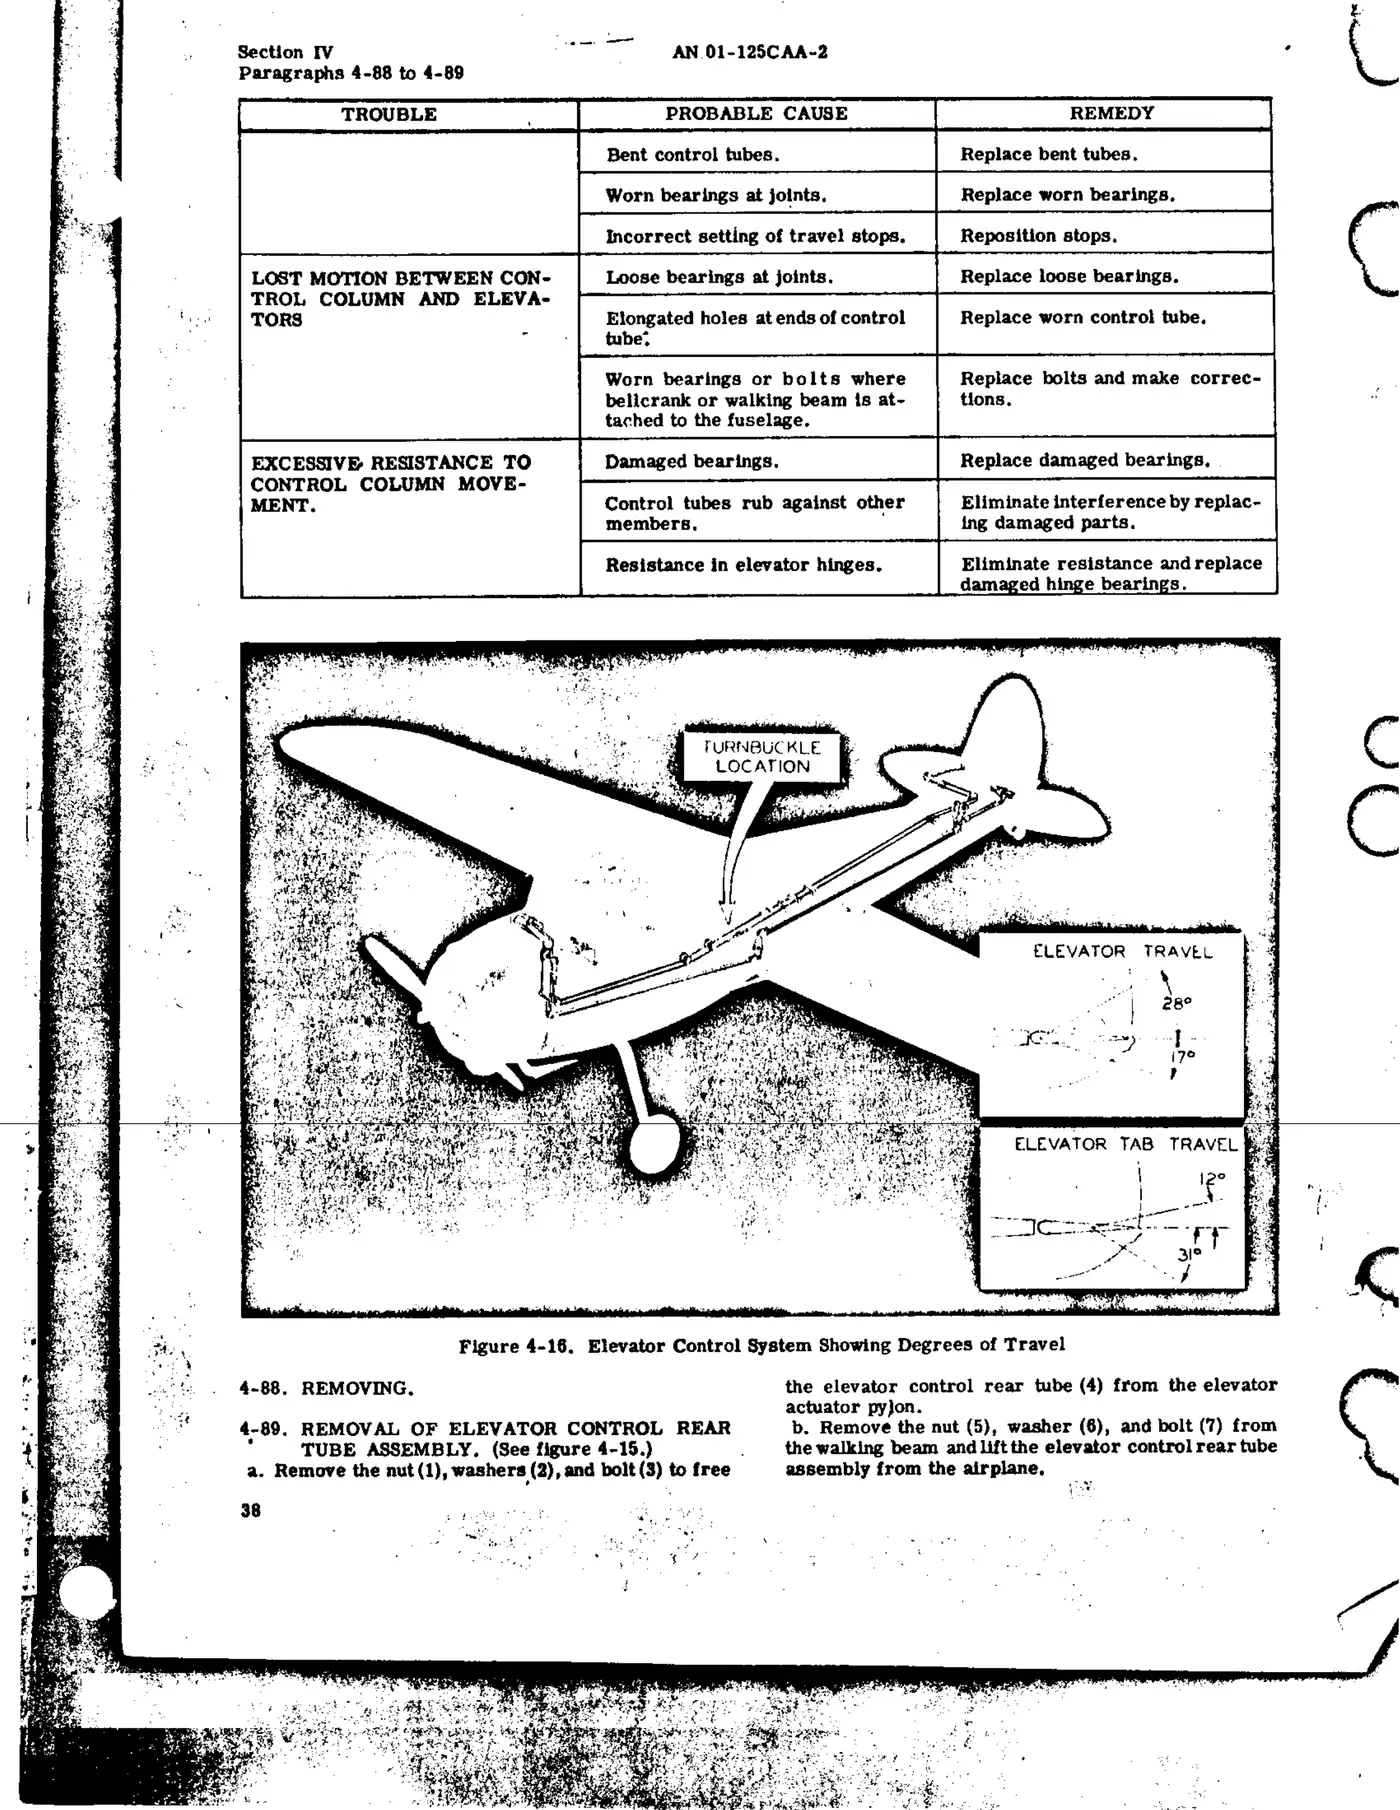 Section IV
Paragraphs 4-88 to 4-89
AN 01-125CAA-2
TROUBLE PROBABLE CAUSE REMEDY
Bent control tubes. Replace bent tubes.
Worn bearings at joints. Replace worn bearings.
Incorrect setting of travel stops. Reposition stops.
LOST MOTION BETWEEN CON-
TROL COLUMN AND ELEVA-
TORS
Loose bearings at joints. Replace loose bearings.
Elongated holes at ends of control
tube.
Replace worn control tube.
Worn bearings or bolts where
bellcrank or walking beam is at-
tached to the fuselage.
Replace bolts and make correc-
tions.
EXCESSIVE RESISTANCE TO
CONTROL COLUMN MOVE-
MENT.
Damaged bearings. Replace damaged bearings.
Control tubes rub against other
members.
Eliminate interference by replac-
ing damaged parts.
Resistance in elevator hinges.
Eliminate resistance and replace
damaged hinge bearings.
TURNBUCKLE
LOCATION
ELEVATOR TRAVEL
28°
17°
ELEVATOR TAB TRAVEL
12°
31°
Figure 4-16. Elevator Control System Showing Degrees of Travel
4-88. REMOVING.
4-89. REMOVAL OF ELEVATOR CONTROL REAR
TUBE ASSEMBLY. (See figure 4-15.)
a. Remove the nut (1), washers (2), and bolt (3) to free
the elevator control rear tube (4) from the elevator
actuator pylon.
b. Remove the nut (5), washer (6), and bolt (7) from
the walking beam and lift the elevator control rear tube
assembly from the airplane.
38